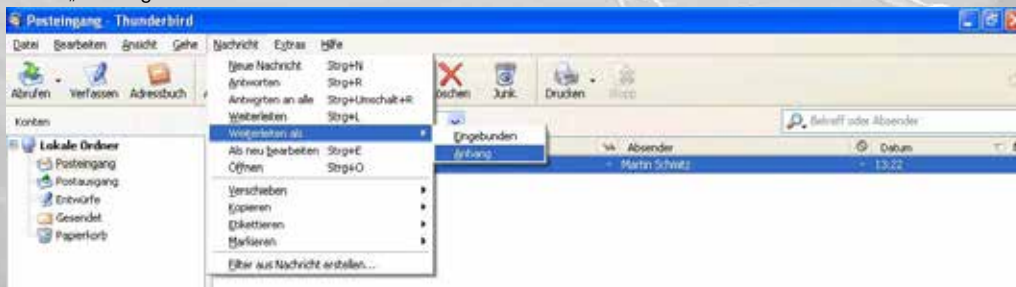 Posteingang - Thunderbird
Datei Bearbeiten Ansicht Gehe Nachricht Extras Hilfe
Abrufen Verfassen Adressbuch Löschen Junk Drucken Stopp
Konten
Betreff oder Absender
Lokale Ordner
Posteingang
Postausgang
Entwürfe
Gesendet
Papierkorb
Neue Nachricht Strg+N
Antworten Strg+R
Antworten an alle Strg+Umschalt+R
Weiterleiten Strg+L
Weiterleiten als
Als neu bearbeiten Strg+E
Öffnen Strg+O
Verschieben
Kopieren
Etikettieren
Markieren
Filter aus Nachricht erstellen...
Eingebunden
Anhang
Absender Datum
Martin Schmitz 13:22